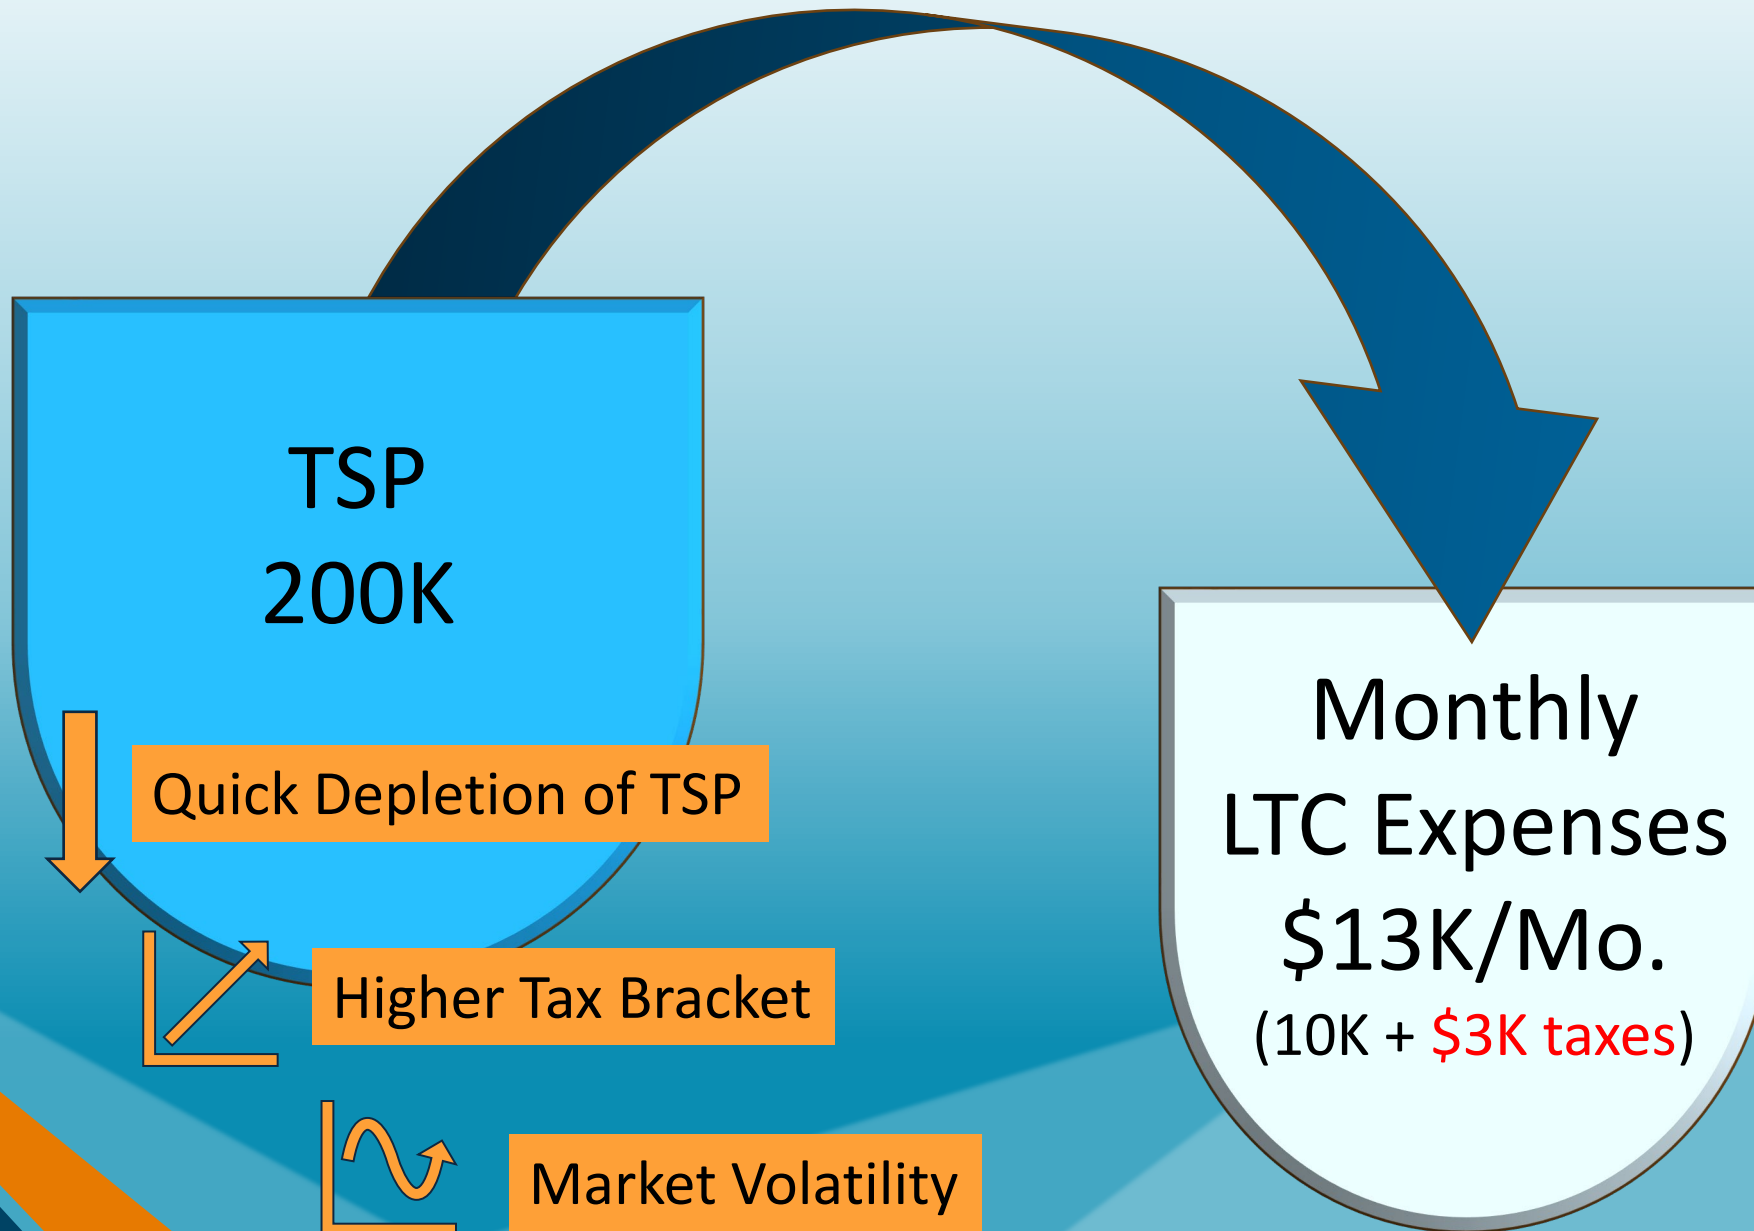 TSP
200K
Quick Depletion of TSP
Higher Tax Bracket
Market Volatility
Monthly
LTC Expenses
$13K/Mo.
(10K + $3K taxes)